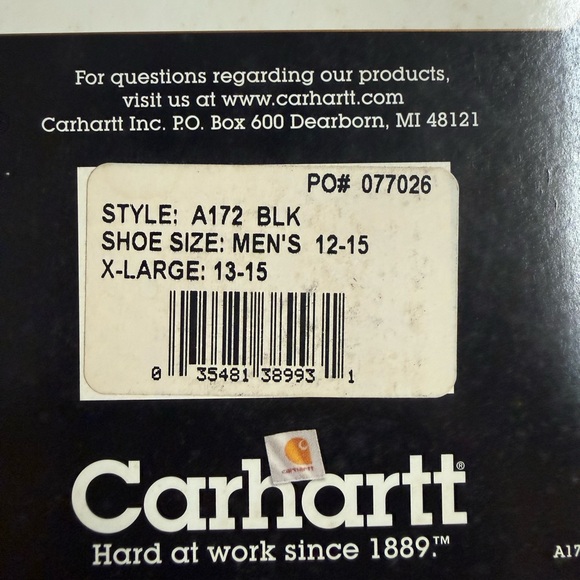 For questions regarding our products,
visit us at www.carhartt.com
Carhartt Inc. P.O. Box 600 Dearborn, MI 48121
PO# 077026
STYLE: A172 BLK
SHOE SIZE: MEN'S 12-15
X-LARGE: 13-15
0 35481 38993 1
carhartt
Carhartt®
Hard at work since 1889.™
A17